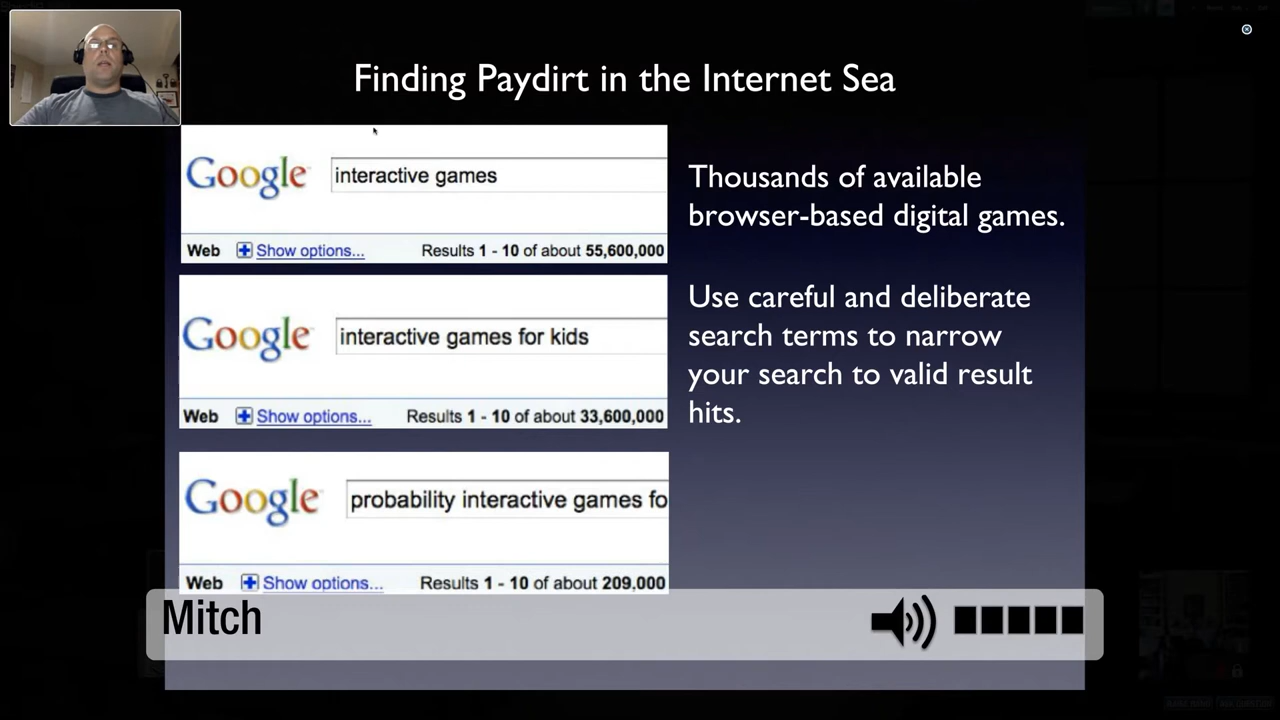 Finding Paydirt in the Internet Sea
Google interactive games
Web Show options... Results 1 - 10 of about 55,600,000
Google interactive games for kids
Web Show options... Results 1 - 10 of about 33,600,000
Google probability interactive games fo
Web Show options... Results 1 - 10 of about 209,000
Thousands of available
browser-based digital games.
Use careful and deliberate
search terms to narrow
your search to valid result
hits.
Mitch